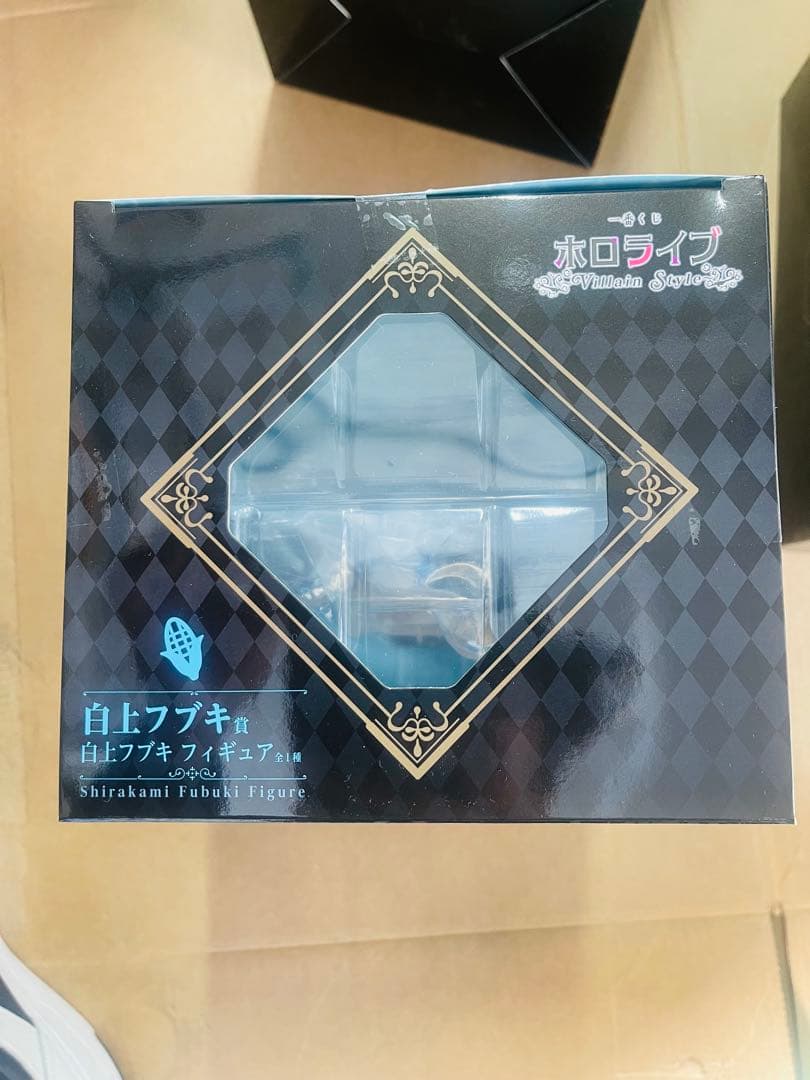 一番くじ
ホロライブ
Villain Style
白上フブキ賞
白上フブキ フィギュア全1種
Shirakami Fubuki Figure